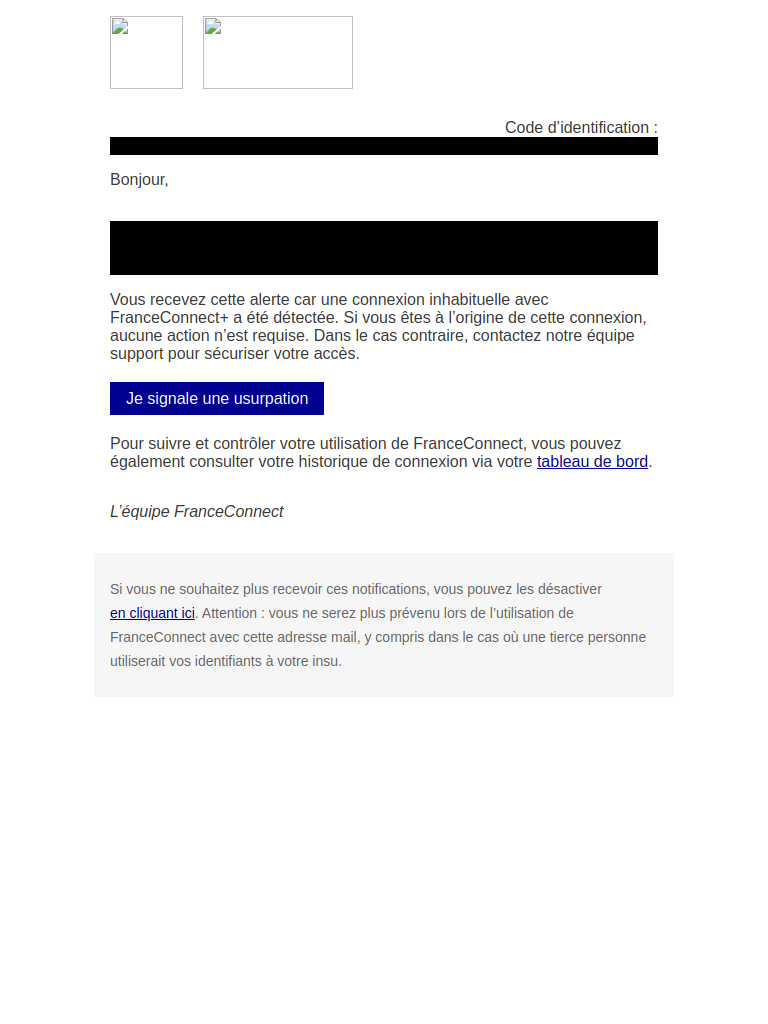 Code d’identification :
Bonjour,
Vous recevez cette alerte car une connexion inhabituelle avec
FranceConnect+ a été détectée. Si vous êtes à l’origine de cette connexion,
aucune action n’est requise. Dans le cas contraire, contactez notre équipe
support pour sécuriser votre accès.
Je signale une usurpation
Pour suivre et contrôler votre utilisation de FranceConnect, vous pouvez
également consulter votre historique de connexion via votre tableau de bord.
L’équipe FranceConnect
Si vous ne souhaitez plus recevoir ces notifications, vous pouvez les désactiver
en cliquant ici. Attention : vous ne serez plus prévenu lors de l’utilisation de
FranceConnect avec cette adresse mail, y compris dans le cas où une tierce personne
utiliserait vos identifiants à votre insu.